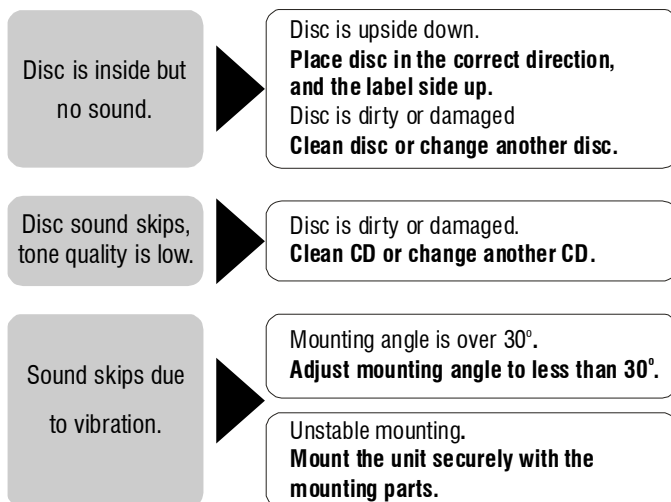 Disc is inside but
no sound.
Disc is upside down.
Place disc in the correct direction,
and the label side up.
Disc is dirty or damaged
Clean disc or change another disc.
Disc sound skips,
tone quality is low.
Disc is dirty or damaged.
Clean CD or change another CD.
Sound skips due
to vibration.
Mounting angle is over 30º.
Adjust mounting angle to less than 30º.
Unstable mounting.
Mount the unit securely with the
mounting parts.